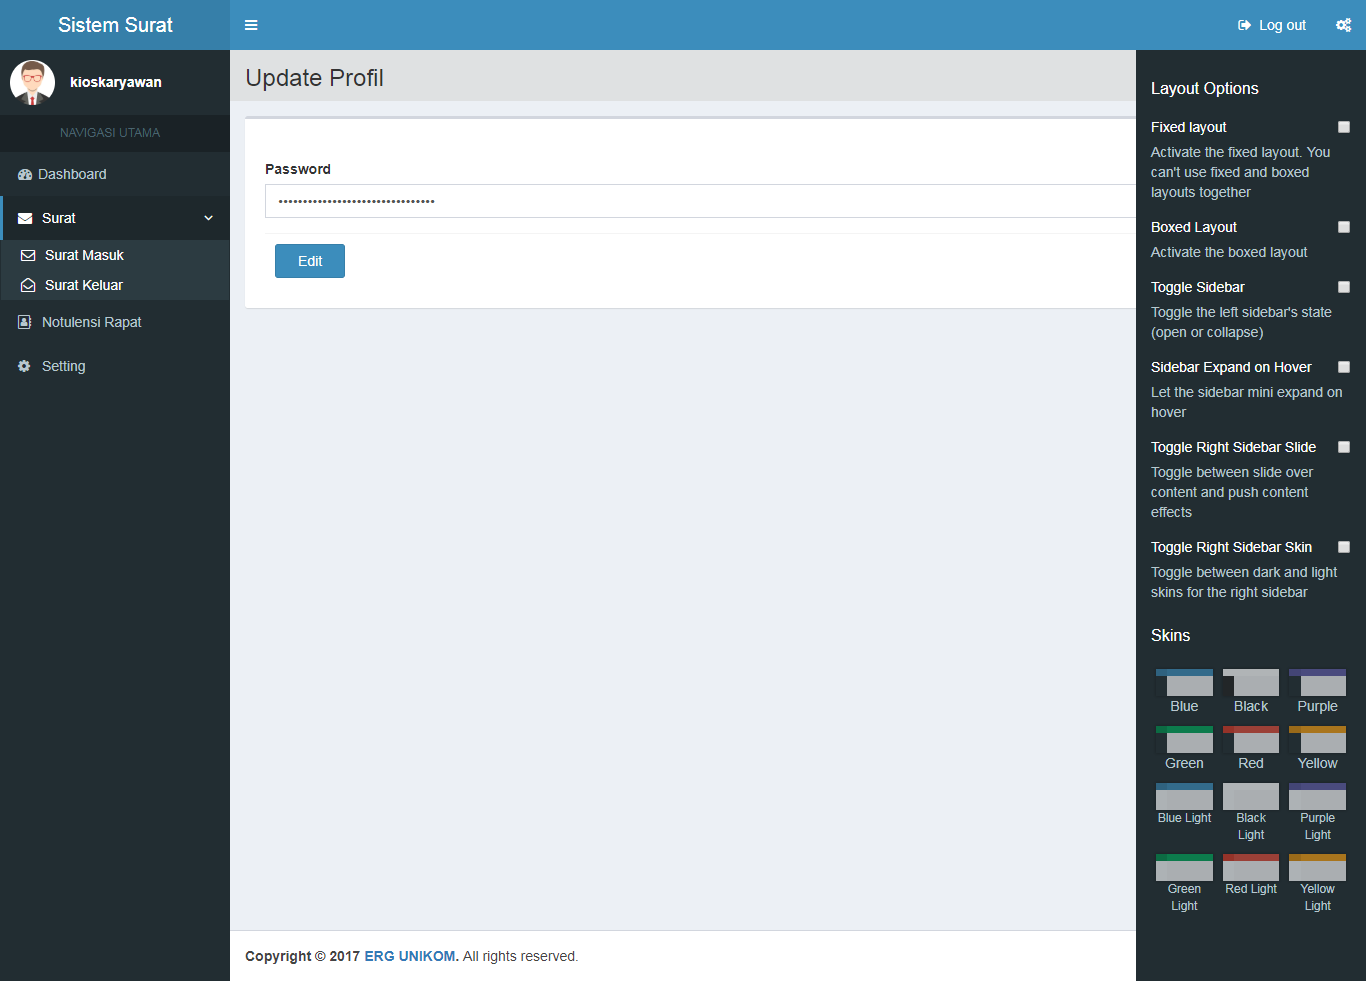 Sistem Surat
Log out
kioskaryawan
NAVIGASI UTAMA
Dashboard
Surat
Surat Masuk
Surat Keluar
Notulensi Rapat
Setting
Update Profil
Password
••••••••••••••••••••••••••••••••
Edit
Copyright © 2017 ERG UNIKOM. All rights reserved.
Layout Options
Fixed layout
Activate the fixed layout. You
can't use fixed and boxed
layouts together
Boxed Layout
Activate the boxed layout
Toggle Sidebar
Toggle the left sidebar's state
(open or collapse)
Sidebar Expand on Hover
Let the sidebar mini expand on
hover
Toggle Right Sidebar Slide
Toggle between slide over
content and push content
effects
Toggle Right Sidebar Skin
Toggle between dark and light
skins for the right sidebar
Skins
Blue
Black
Purple
Green
Red
Yellow
Blue Light
Black
Light
Purple
Light
Green
Light
Red Light
Yellow
Light